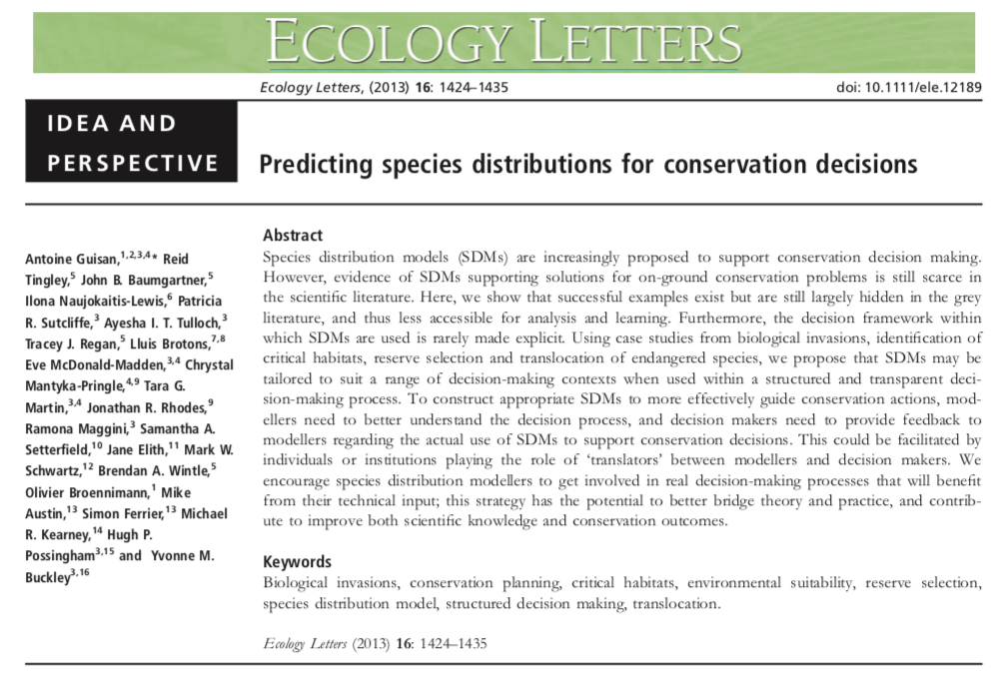 ECOLOGY LETTERS
Ecology Letters, (2013) 16: 1424–1435
doi: 10.1111/ele.12189
IDEA AND
PERSPECTIVE
Predicting species distributions for conservation decisions
Antoine Guisan,1,2,3,4* Reid
Tingley,5 John B. Baumgartner,5
Ilona Naujokaitis-Lewis,6 Patricia
R. Sutcliffe,3 Ayesha I. T. Tulloch,3
Tracey J. Regan,5 Lluis Brotons,7,8
Eve McDonald-Madden,3,4 Chrystal
Mantyka-Pringle,4,9 Tara G.
Martin,3,4 Jonathan R. Rhodes,9
Ramona Maggini,3 Samantha A.
Setterfield,10 Jane Elith,11 Mark W.
Schwartz,12 Brendan A. Wintle,5
Olivier Broennimann,1 Mike
Austin,13 Simon Ferrier,13 Michael
R. Kearney,14 Hugh P.
Possingham3,15 and Yvonne M.
Buckley3,16
Abstract
Species distribution models (SDMs) are increasingly proposed to support conservation decision making.
However, evidence of SDMs supporting solutions for on-ground conservation problems is still scarce in
the scientific literature. Here, we show that successful examples exist but are still largely hidden in the grey
literature, and thus less accessible for analysis and learning. Furthermore, the decision framework within
which SDMs are used is rarely made explicit. Using case studies from biological invasions, identification of
critical habitats, reserve selection and translocation of endangered species, we propose that SDMs may be
tailored to suit a range of decision-making contexts when used within a structured and transparent deci-
sion-making process. To construct appropriate SDMs to more effectively guide conservation actions, mod-
ellers need to better understand the decision process, and decision makers need to provide feedback to
modellers regarding the actual use of SDMs to support conservation decisions. This could be facilitated by
individuals or institutions playing the role of ‘translators’ between modellers and decision makers. We
encourage species distribution modellers to get involved in real decision-making processes that will benefit
from their technical input; this strategy has the potential to better bridge theory and practice, and contrib-
ute to improve both scientific knowledge and conservation outcomes.
Keywords
Biological invasions, conservation planning, critical habitats, environmental suitability, reserve selection,
species distribution model, structured decision making, translocation.
Ecology Letters (2013) 16: 1424–1435